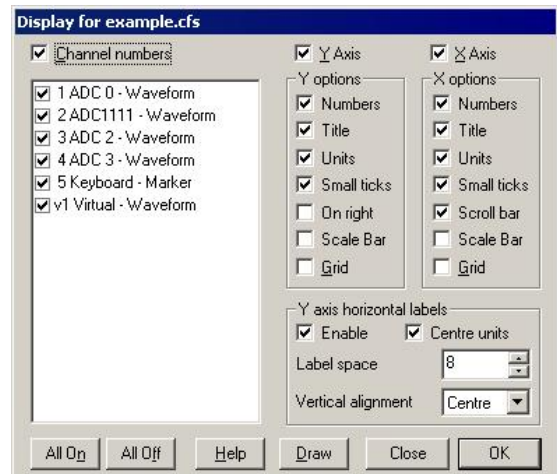 Display for example.cfs
Channel numbers
1 ADC 0 - Waveform
2 ADC1111 - Waveform
3 ADC 2 - Waveform
4 ADC 3 - Waveform
5 Keyboard - Marker
v1 Virtual - Waveform
Y Axis
X Axis
Y options
Numbers
Title
Units
Small ticks
On right
Scale Bar
Grid
X options
Numbers
Title
Units
Small ticks
Scroll bar
Scale Bar
Grid
Y axis horizontal labels
Enable
Centre units
Label space
8
Vertical alignment
Centre
All On
All Off
Help
Draw
Close
OK